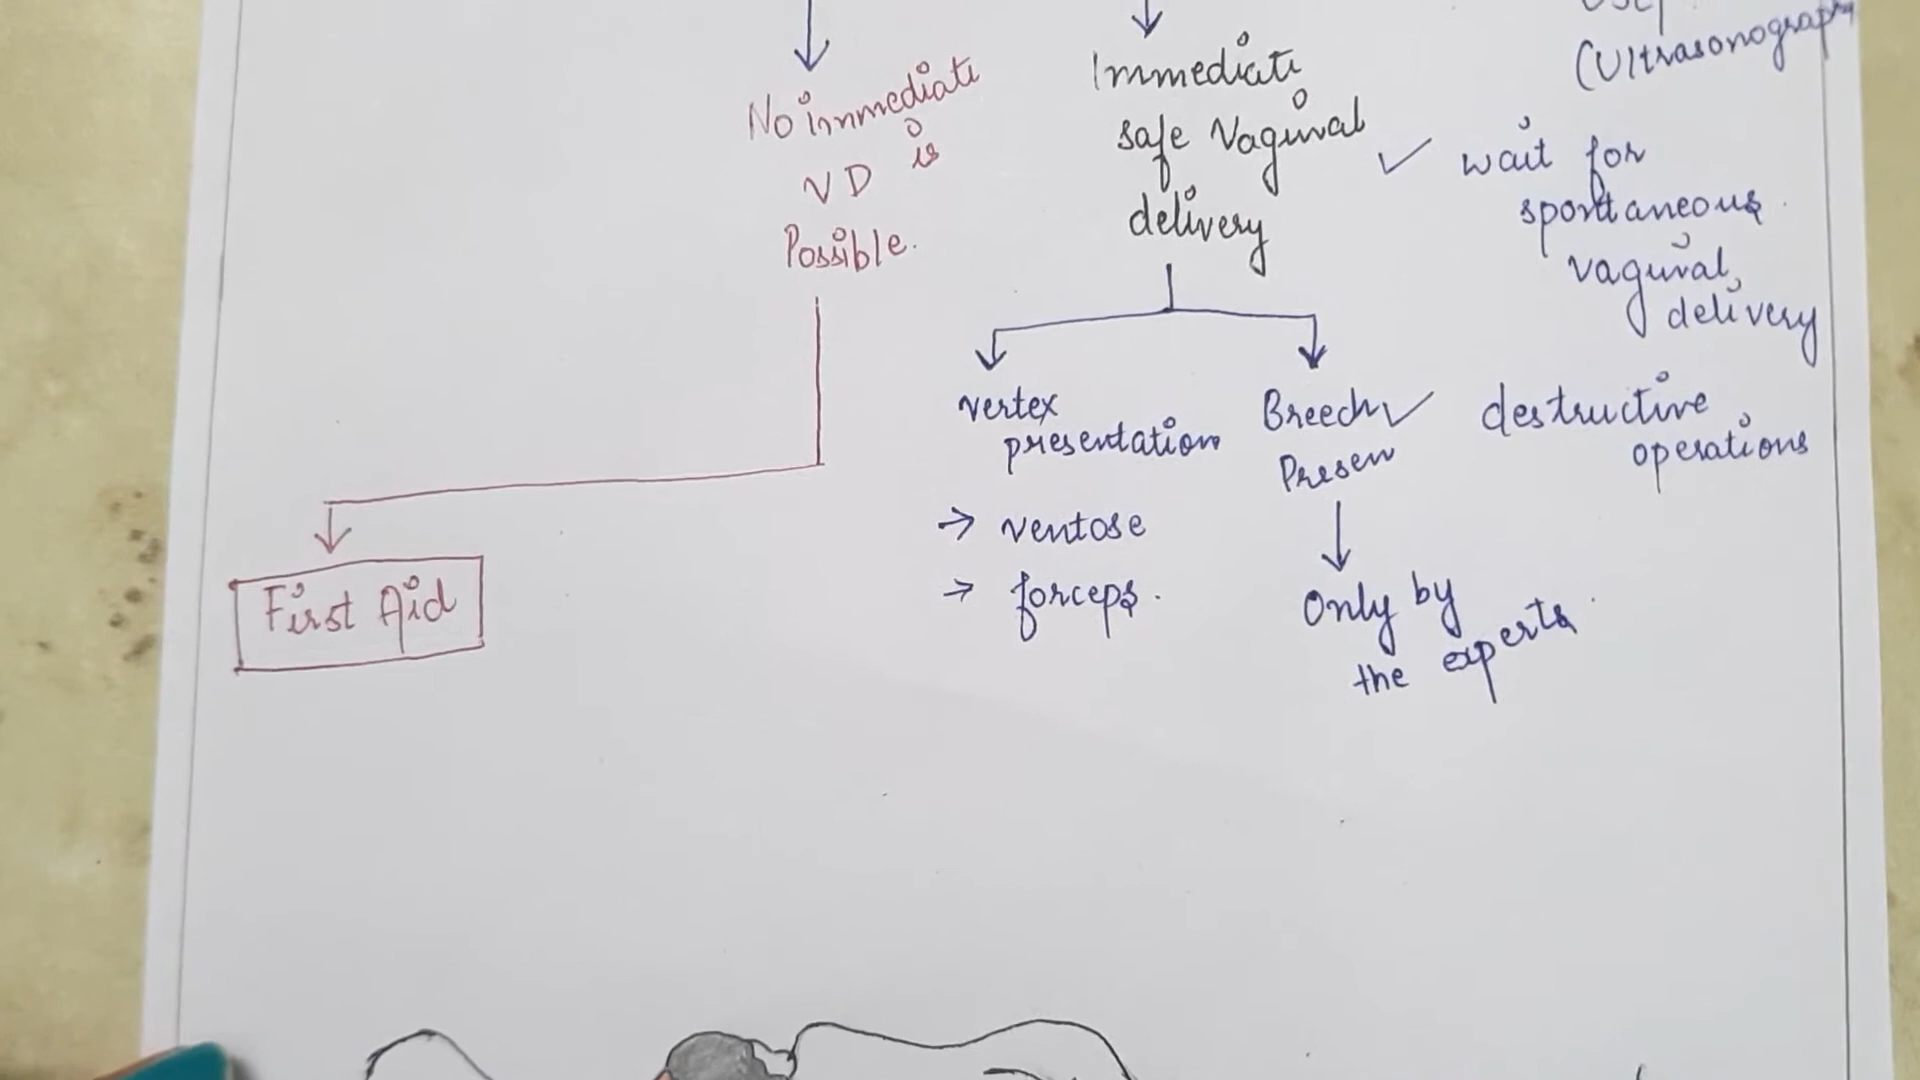 No immediate
is
VD
Possible.
Immediate
safe Vaginal
delivery
(Ultrasonography
✓ wait for
spontaneous
vaginal
delivery
vertex
presentation
→ ventose
→ forceps.
Breech
Presen
Only by
the experts
✓ destructive
operations
First Aid